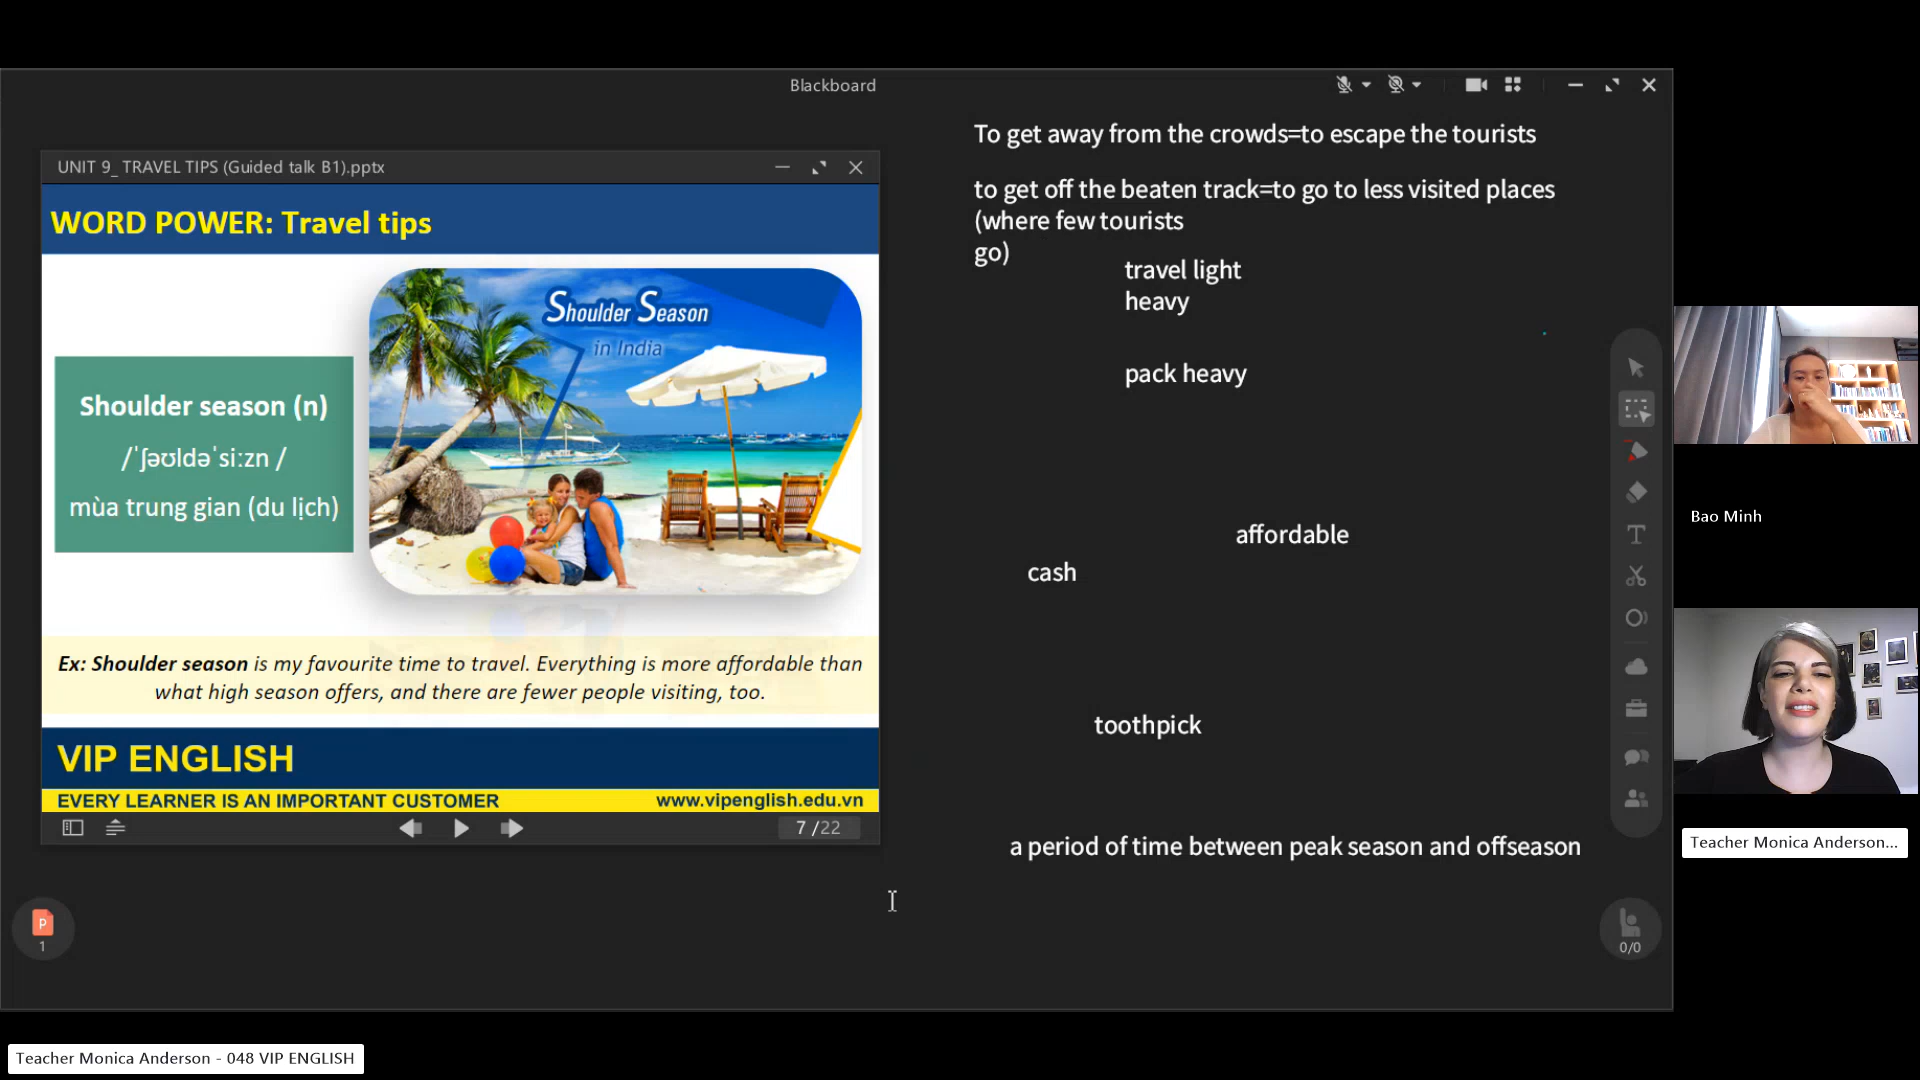 Blackboard
UNIT 9_ TRAVEL TIPS (Guided talk B1).pptx
WORD POWER: Travel tips
Shoulder Season
in India
Shoulder season (n)
/ˈʃəʊldəˈsiːzn /
mùa trung gian (du lịch)
Ex: Shoulder season is my favourite time to travel. Everything is more affordable than
what high season offers, and there are fewer people visiting, too.
VIP ENGLISH
EVERY LEARNER IS AN IMPORTANT CUSTOMER
www.vipenglish.edu.vn
7 /22
P
1
To get away from the crowds=to escape the tourists
to get off the beaten track=to go to less visited places
(where few tourists
go)
travel light
heavy
pack heavy
affordable
cash
toothpick
a period of time between peak season and offseason
T
0/0
Bao Minh
Teacher Monica Anderson...
Teacher Monica Anderson - 048 VIP ENGLISH